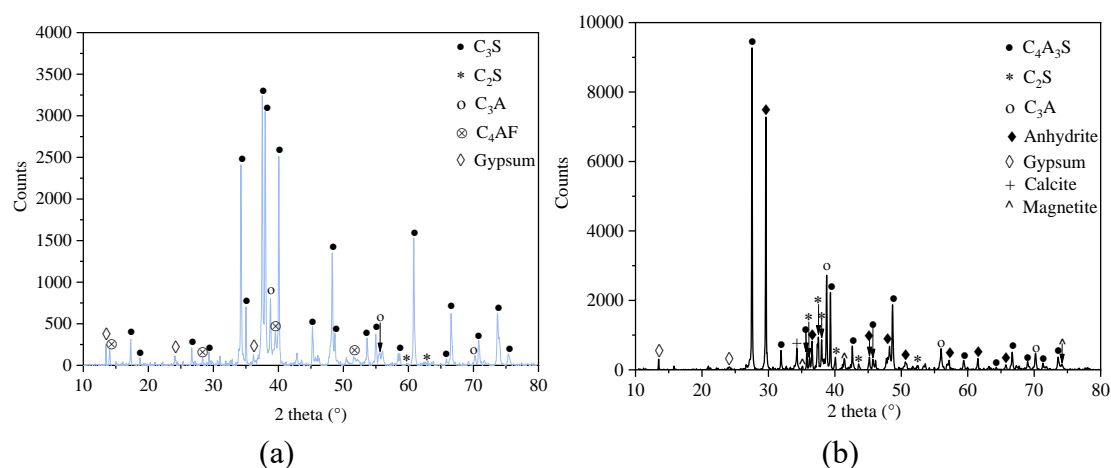 4000
3500
3000
2500
2000
1500
1000
500
0
Counts
10 20 30 40 50 60 70 80
2 theta (°)
● C₃S
* C₂S
o C₃A
⊗ C₄AF
◊ Gypsum
(a)
10000
8000
6000
4000
2000
0
Counts
10 20 30 40 50 60 70 80
2 theta (°)
● C₄A₃S
* C₂S
o C₃A
♦ Anhydrite
◊ Gypsum
+ Calcite
^ Magnetite
(b)